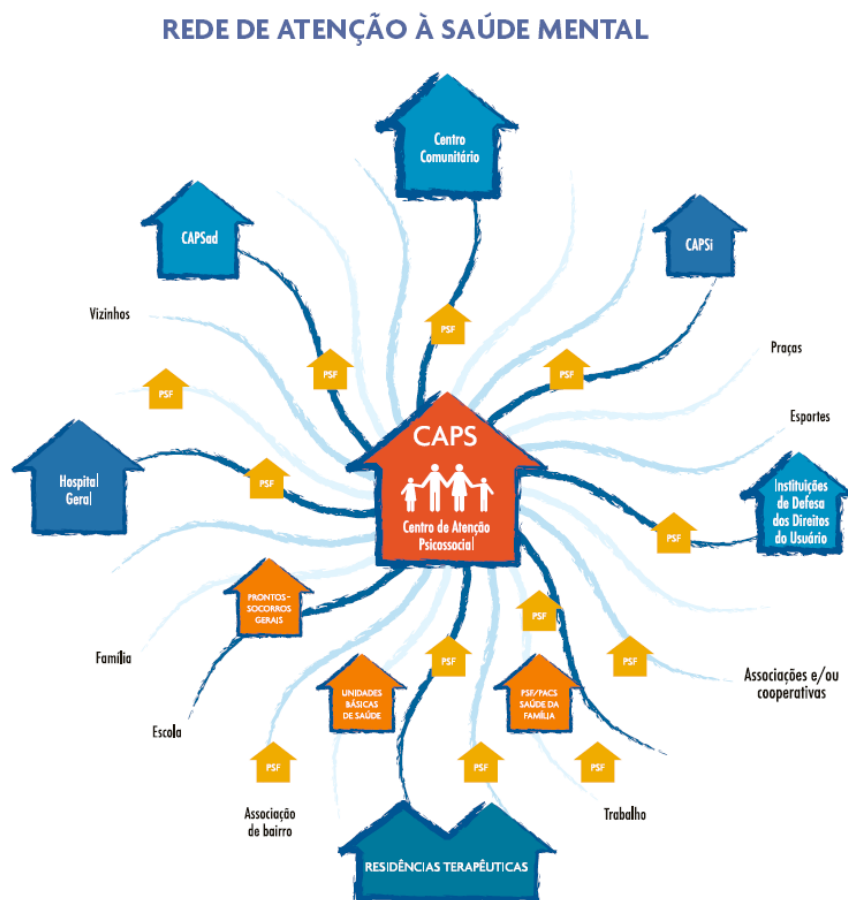 REDE DE ATENÇÃO À SAÚDE MENTAL
Centro
Comunitário
CAPSad
CAPSi
Vizinhos
PSF
PSF
PSF
Praças
PSF
Esportes
CAPS
Centro de Atenção
Psicossocial
Hospital
Geral
PSF
Instituições
de Defesa
dos Direitos
do Usuário
PSF
PRONTOS-
SOCORROS
GERAIS
PSF
Família
PSF
PSF
Associações e/ou
cooperativas
UNIDADES
BÁSICAS
DE SAÚDE
PSF/PACS
SAÚDE DA
FAMÍLIA
Escola
PSF
PSF
PSF
Associação
de bairro
Trabalho
RESIDÊNCIAS TERAPÊUTICAS